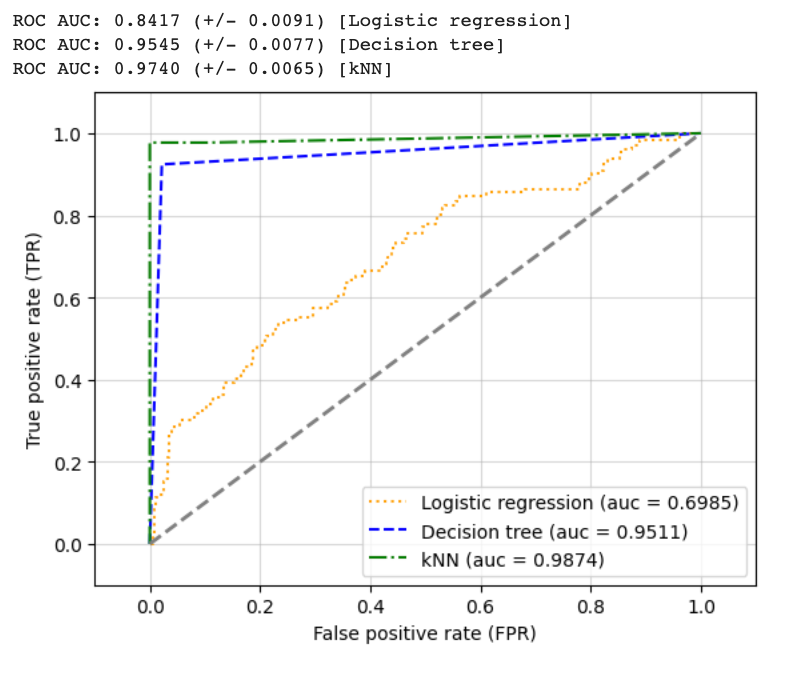 ROC AUC: 0.8417 (+/- 0.0091) [Logistic regression]
ROC AUC: 0.9545 (+/- 0.0077) [Decision tree]
ROC AUC: 0.9740 (+/- 0.0065) [kNN]
1.0
0.8
0.6
0.4
0.2
0.0
True positive rate (TPR)
Logistic regression (auc = 0.6985)
Decision tree (auc = 0.9511)
kNN (auc = 0.9874)
0.0 0.2 0.4 0.6 0.8 1.0
False positive rate (FPR)